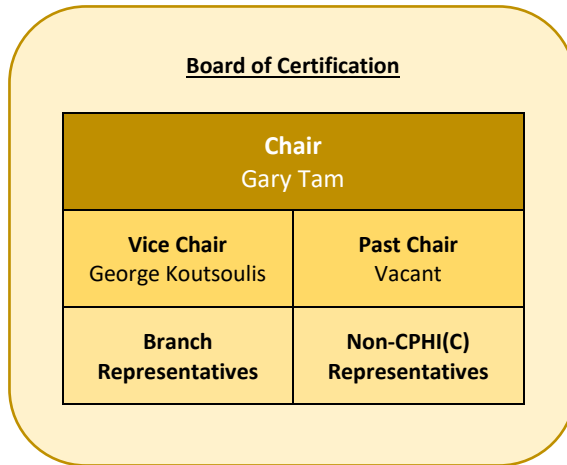 Board of Certification
Chair
Gary Tam
Vice Chair
George Koutsoulis
Past Chair
Vacant
Branch
Representatives
Non-CPHI(C)
Representatives